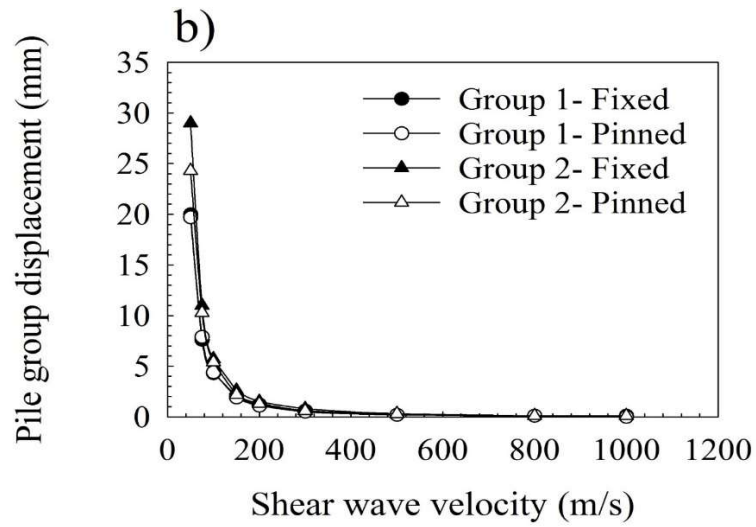 b)
Pile group displacement (mm)
35
30
25
20
15
10
5
0
Group 1- Fixed
Group 1- Pinned
Group 2- Fixed
Group 2- Pinned
0 200 400 600 800 1000 1200
Shear wave velocity (m/s)